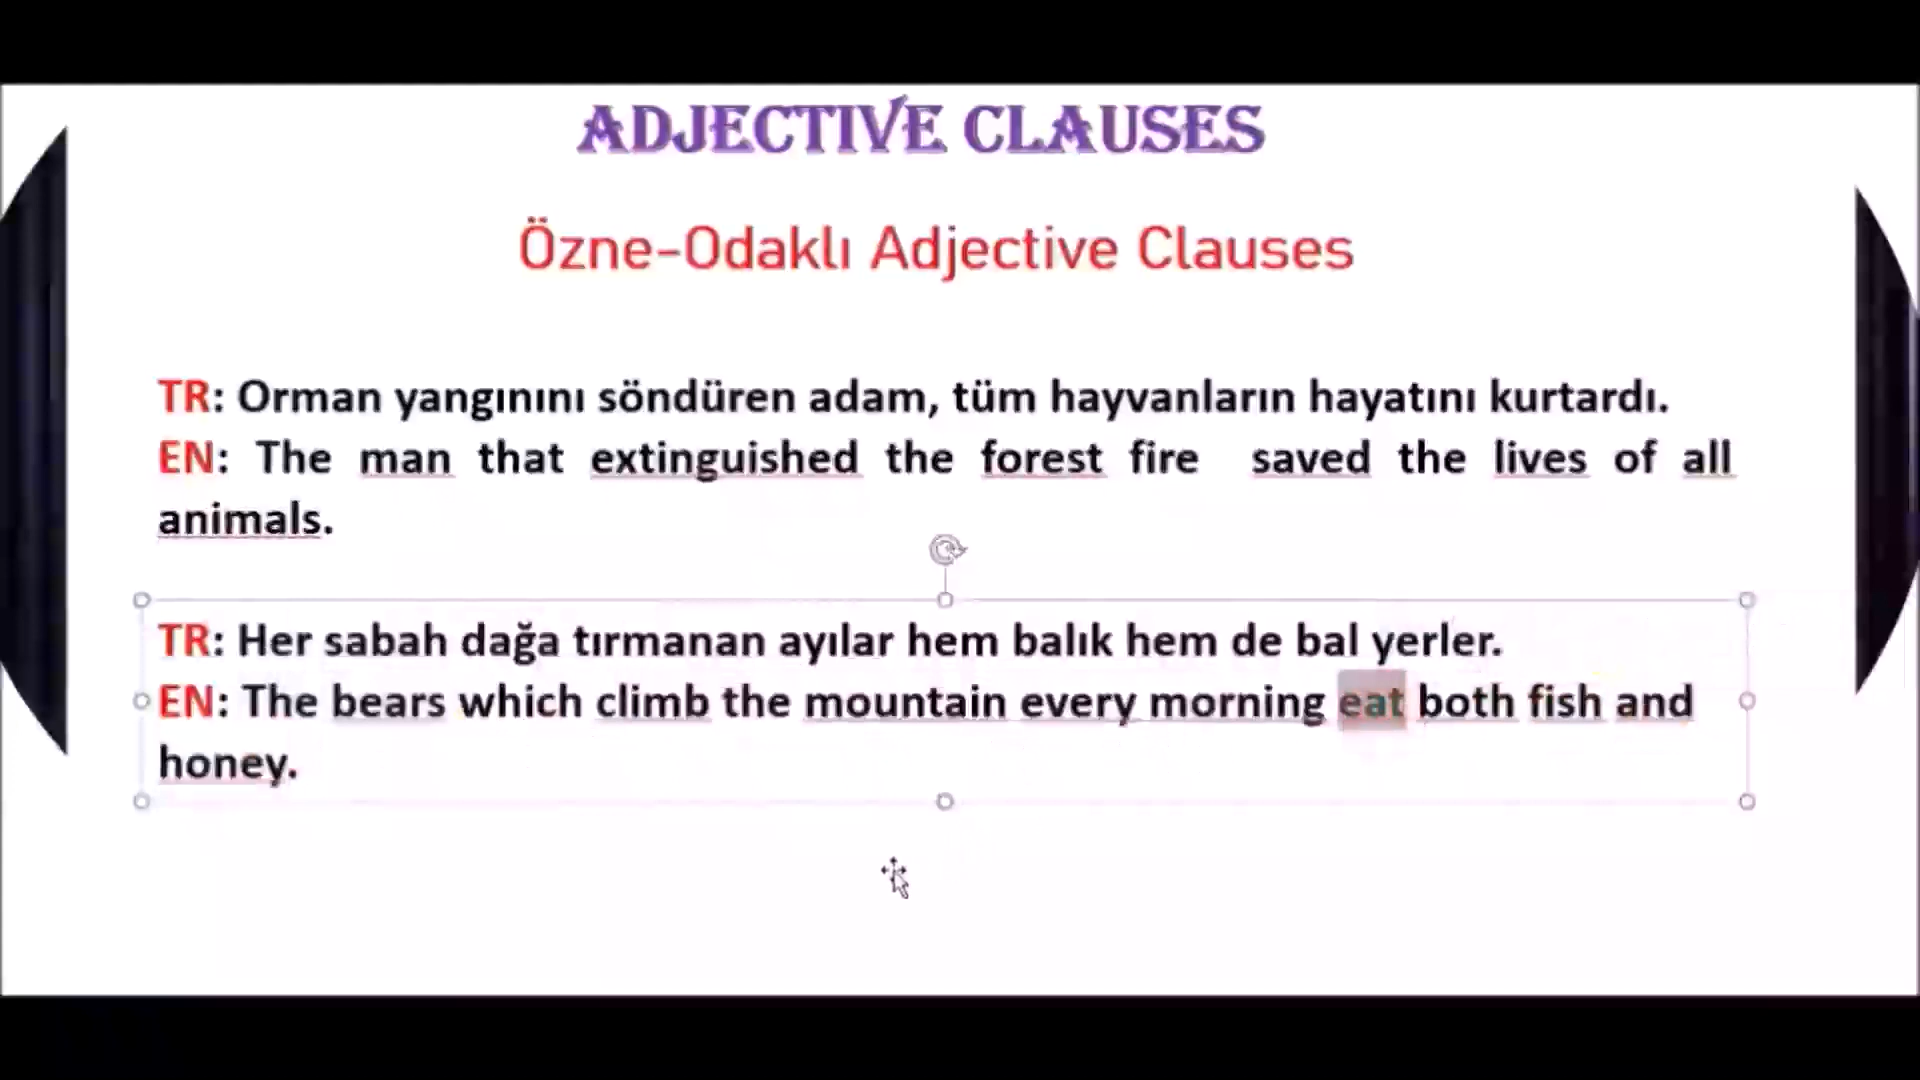 ADJECTIVE CLAUSES
Özne-Odaklı Adjective Clauses
TR: Orman yangınını söndüren adam, tüm hayvanların hayatını kurtardı.
EN: The man that extinguished the forest fire saved the lives of all
animals.
TR: Her sabah dağa tırmanan ayılar hem balık hem de bal yerler.
EN: The bears which climb the mountain every morning eat both fish and
honey.